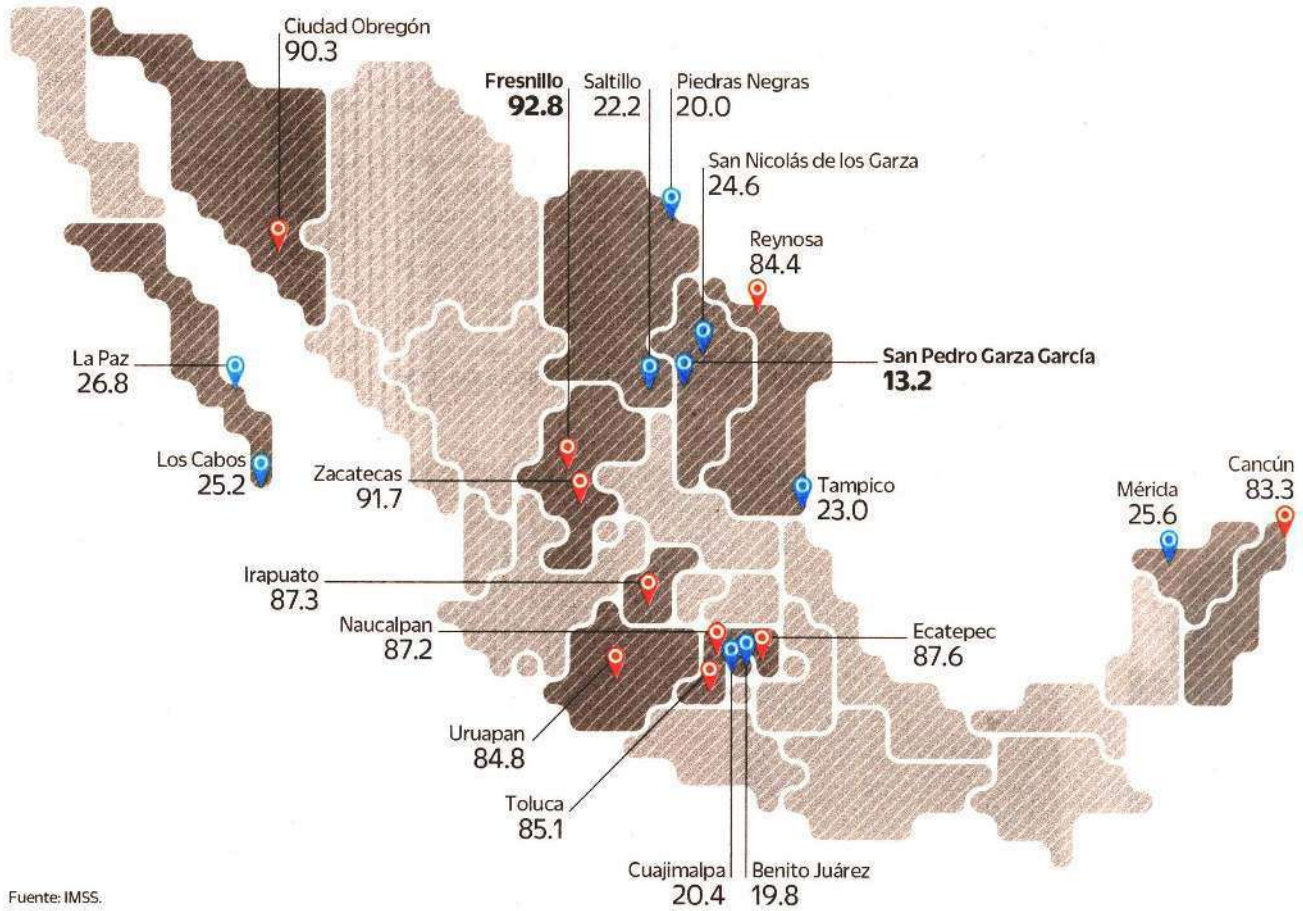 Ciudad Obregón
90.3
Fresnillo
92.8
Saltillo
22.2
Piedras Negras
20.0
San Nicolás de los Garza
24.6
Reynosa
84.4
La Paz
26.8
San Pedro Garza García
13.2
Los Cabos
25.2
Zacatecas
91.7
Tampico
23.0
Mérida
25.6
Cancún
83.3
Irapuato
87.3
Naucalpan
87.2
Ecatepec
87.6
Uruapan
84.8
Toluca
85.1
Cuajimalpa
20.4
Benito Juárez
19.8
Fuente: IMSS.